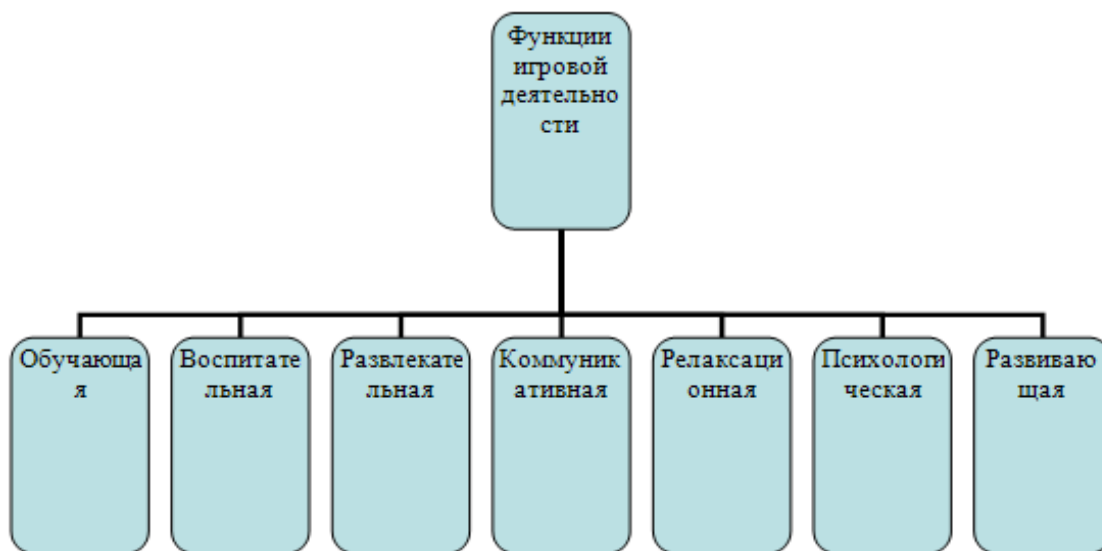 Функции
игровой
деятельно
сти
Обучающа
я
Воспитате
льная
Развлекате
льная
Коммуник
ативная
Релаксаци
онная
Психологи
ческая
Развиваю
щая